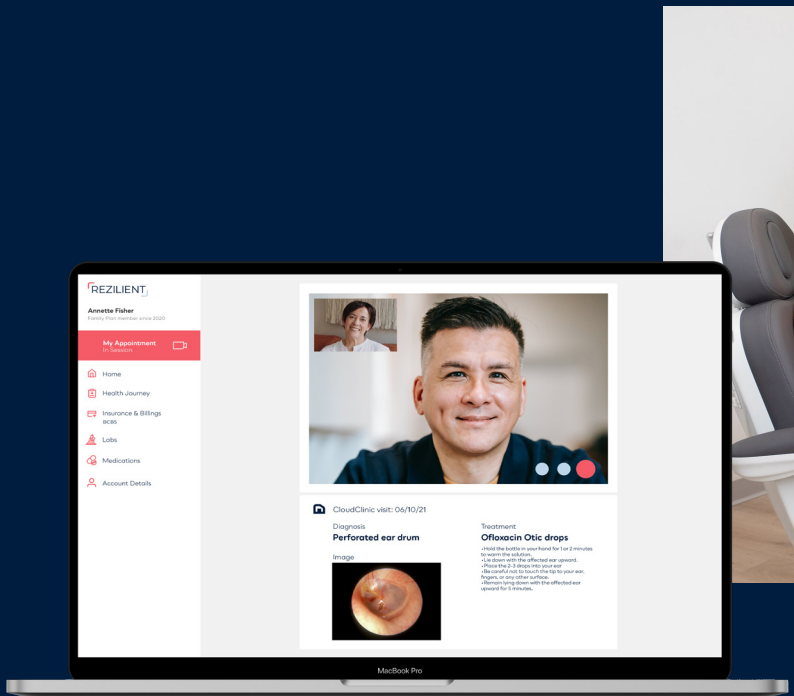 REZILIENT
Annette Fisher
Family Plan member since 2020
My Appointment
In Session
Home
Health Journey
Insurance & Billings
BCBS
Labs
Medications
Account Details
CloudClinic visit: 06/10/21
Diagnosis
Perforated ear drum
Image
Treatment
Ofloxacin Otic drops
•Hold the bottle in your hand for 1 or 2 minutes
to warm the solution.
•Lie down with the affected ear upward.
•Place the 2-3 drops into your ear
•Be careful not to touch the tip to your ear,
fingers, or any other surface.
•Remain lying down with the affected ear
upward for 5 minutes.
MacBook Pro